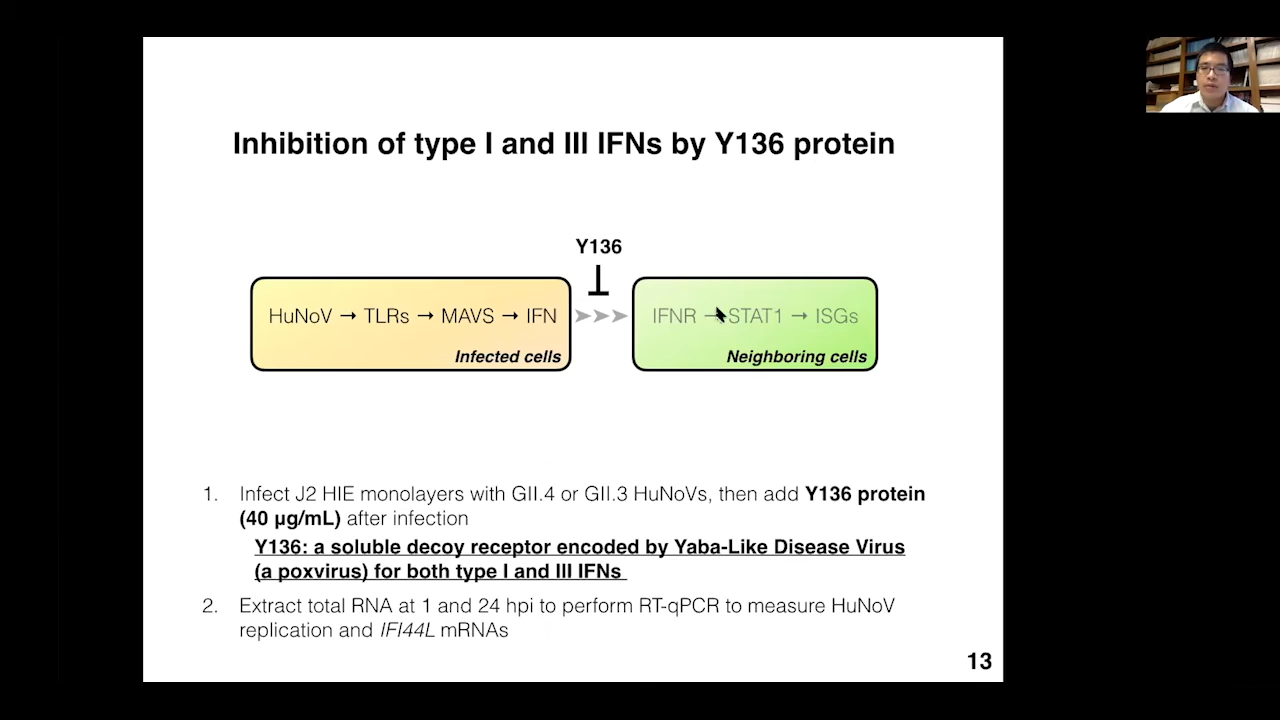 Inhibition of type I and III IFNs by Y136 protein
Y136
HuNoV → TLRs → MAVS → IFN
Infected cells
IFNR → STAT1 → ISGs
Neighboring cells
1. Infect J2 HIE monolayers with GII.4 or GII.3 HuNoVs, then add Y136 protein
(40 µg/mL) after infection
Y136: a soluble decoy receptor encoded by Yaba-Like Disease Virus
(a poxvirus) for both type I and III IFNs
2. Extract total RNA at 1 and 24 hpi to perform RT-qPCR to measure HuNoV
replication and IFI44L mRNAs
13